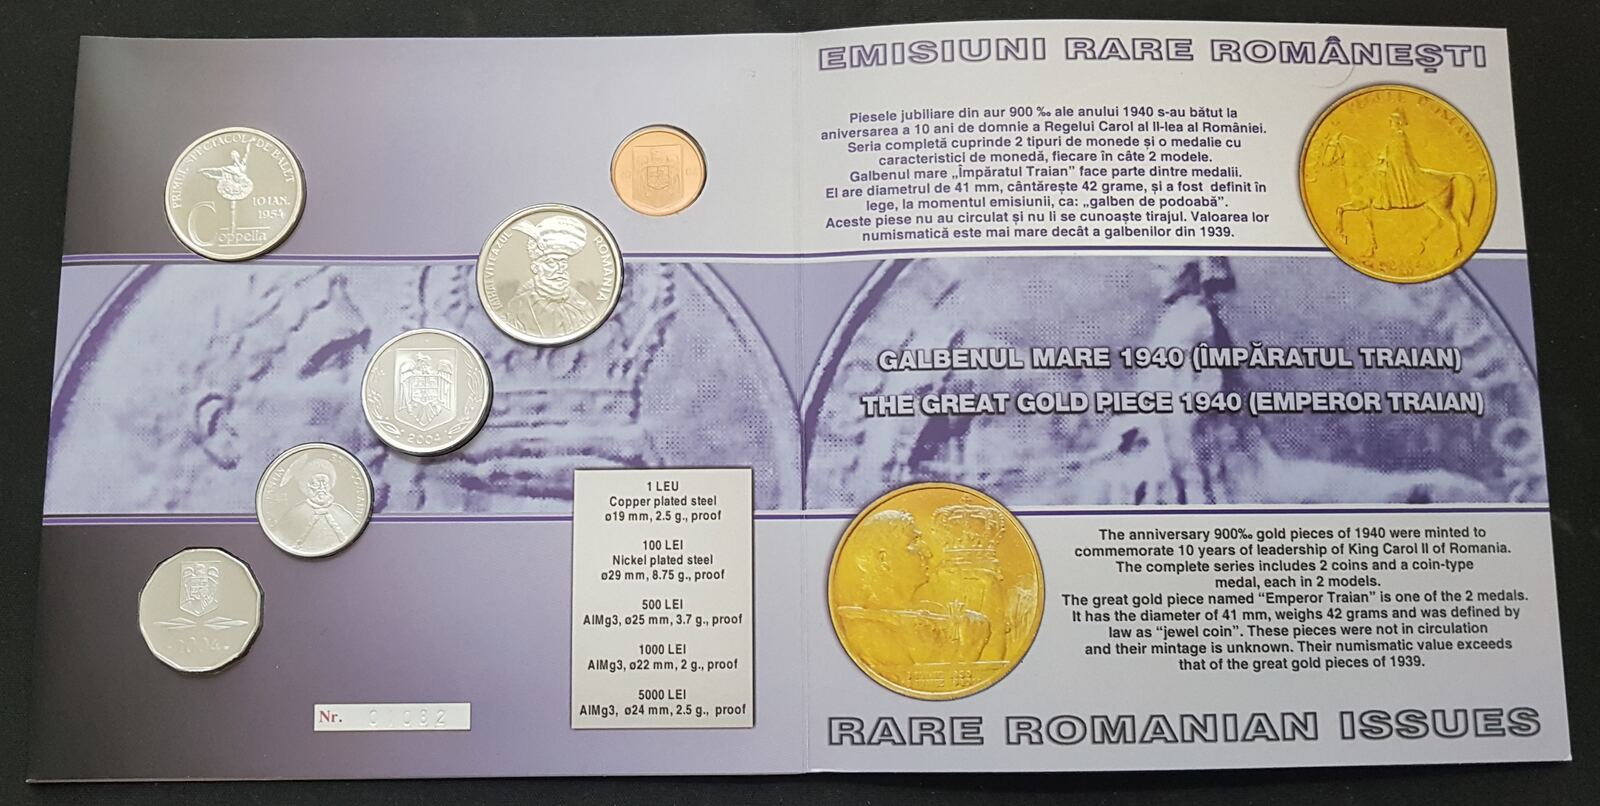 PRIMUL SPECTACOL DE BALET
10 IAN.
1954
Coppelia
MIHAI VITEAZUL
ROMANIA
2004
2004
Nr. 01032
1 LEU
Copper plated steel
ø19 mm, 2.5 g., proof
100 LEI
Nickel plated steel
ø29 mm, 8.75 g., proof
500 LEI
AlMg3, ø25 mm, 3.7 g., proof
1000 LEI
AlMg3, ø22 mm, 2 g., proof
5000 LEI
AlMg3, ø24 mm, 2.5 g., proof
EMISIUNI RARE ROMÂNEȘTI
Piesele jubiliare din aur 900 ‰ ale anului 1940 s-au bătut la
aniversarea a 10 ani de domnie a Regelui Carol al II-lea al României.
Seria completă cuprinde 2 tipuri de monede și o medalie cu
caracteristici de monedă, fiecare în câte 2 modele.
Galbenul mare „Împăratul Traian” face parte dintre medalii.
El are diametrul de 41 mm, cântărește 42 grame, și a fost definit în
lege, la momentul emisiunii, ca: „galben de podoabă”.
Aceste piese nu au circulat și nu li se cunoaște tirajul. Valoarea lor
numismatică este mai mare decât a galbenilor din 1939.
GALBENUL MARE 1940 (ÎMPĂRATUL TRAIAN)
THE GREAT GOLD PIECE 1940 (EMPEROR TRAIAN)
The anniversary 900‰ gold pieces of 1940 were minted to
commemorate 10 years of leadership of King Carol II of Romania.
The complete series includes 2 coins and a coin-type
medal, each in 2 models.
The great gold piece named “Emperor Traian” is one of the 2 medals.
It has the diameter of 41 mm, weighs 42 grams and was defined by
law as “jewel coin”. These pieces were not in circulation
and their mintage is unknown. Their numismatic value exceeds
that of the great gold pieces of 1939.
RARE ROMANIAN ISSUES